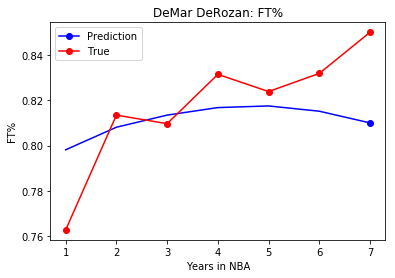 DeMar DeRozan: FT%
Prediction
True
FT%
0.84
0.82
0.80
0.78
0.76
1 2 3 4 5 6 7
Years in NBA